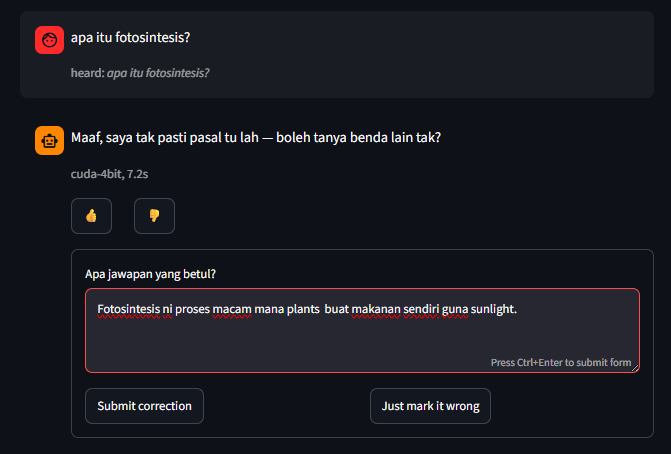 apa itu fotosintesis?
heard: apa itu fotosintesis?
Maaf, saya tak pasti pasal tu lah — boleh tanya benda lain tak?
cuda-4bit, 7.2s
Apa jawapan yang betul?
Fotosintesis ni proses macam mana plants  buat makanan sendiri guna sunlight.
Press Ctrl+Enter to submit form
Submit correction
Just mark it wrong